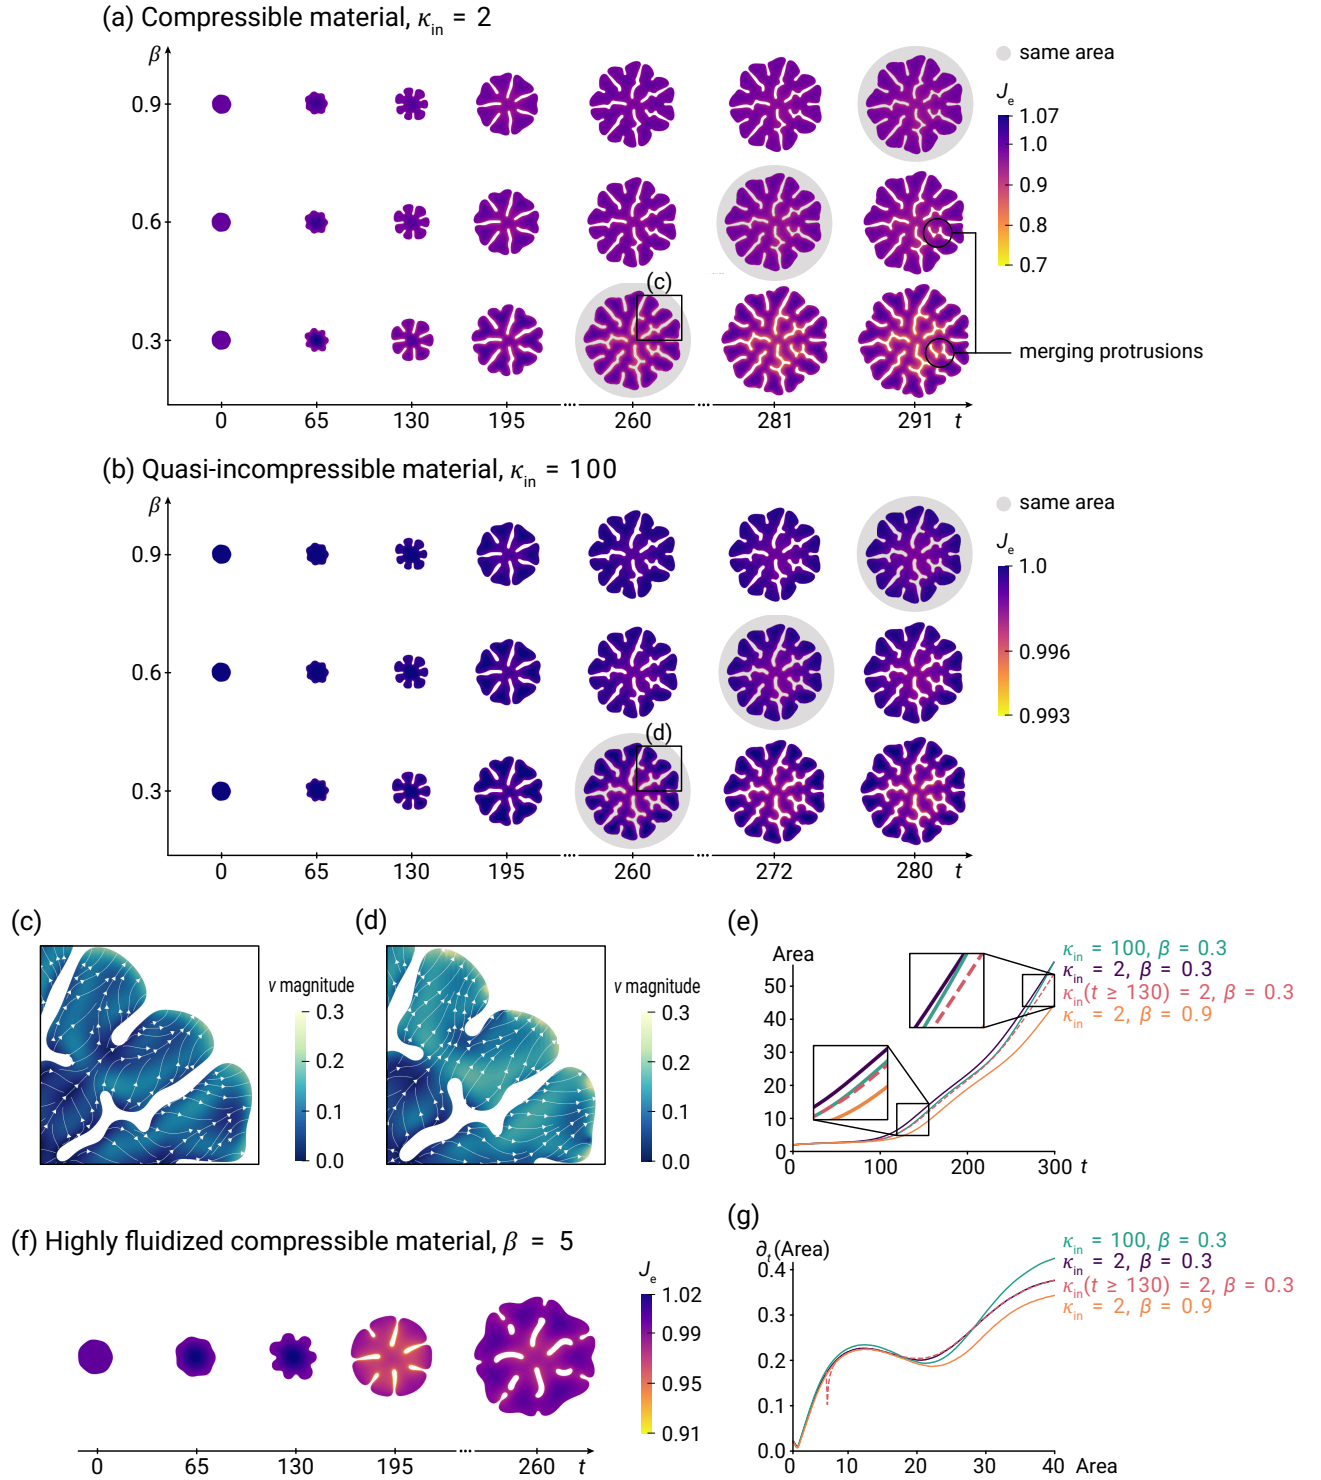 (a) Compressible material, κin = 2
β
same area
Je
0.9
1.07
1.0
0.9
0.8
0.7
0.6
(c)
0.3
merging protrusions
0 65 130 195 ... 260 ... 281 291 t
(b) Quasi-incompressible material, κin = 100
β
same area
Je
0.9
1.0
0.996
0.993
0.6
(d)
0.3
0 65 130 195 ... 260 ... 272 280 t
(c)
v magnitude
0.3
0.2
0.1
0.0
(d)
v magnitude
0.3
0.2
0.1
0.0
(e)
Area
50
40
30
20
10
0
0 100 200 300 t
κin = 100, β = 0.3
κin = 2, β = 0.3
κin(t ≥ 130) = 2, β = 0.3
κin = 2, β = 0.9
(f) Highly fluidized compressible material, β = 5
Je
1.02
0.99
0.95
0.91
0 65 130 195 ... 260 t
(g)
∂t(Area)
0.4
0.3
0.2
0.1
0.0
0 10 20 30 40 Area
κin = 100, β = 0.3
κin = 2, β = 0.3
κin(t ≥ 130) = 2, β = 0.3
κin = 2, β = 0.9